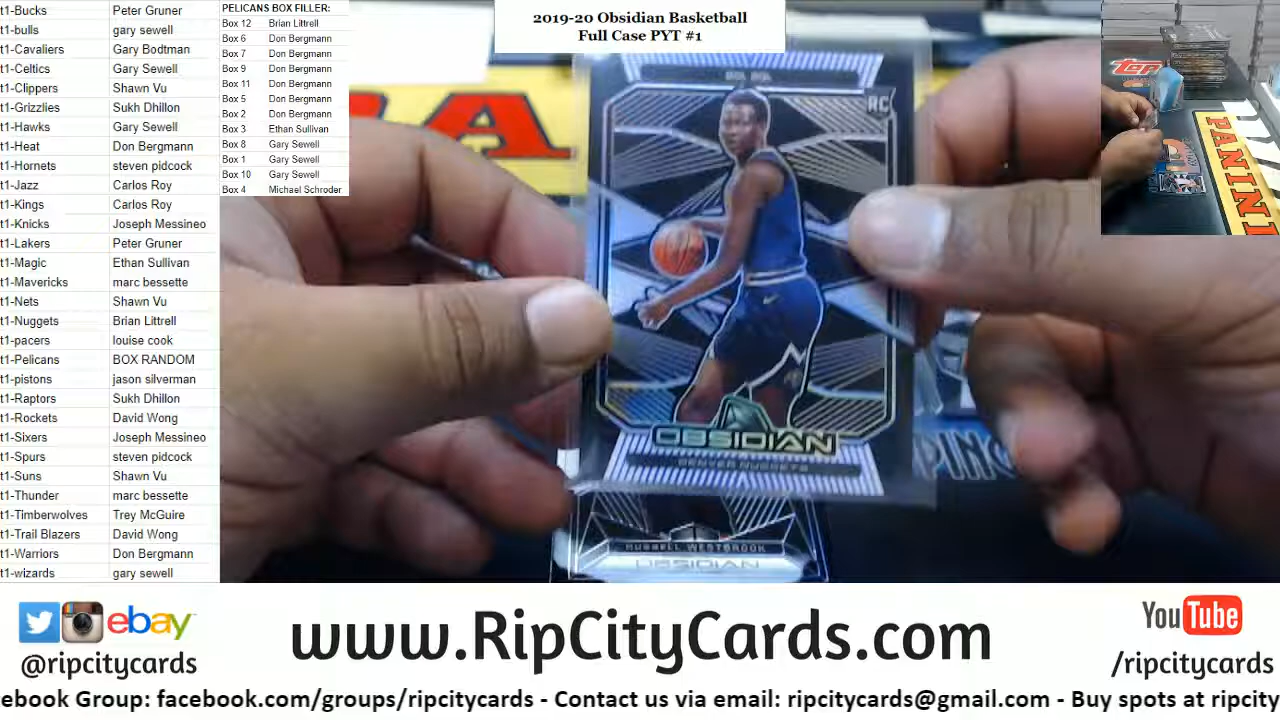 t1-Bucks Peter Gruner
t1-bulls gary sewell
t1-Cavaliers Gary Bodtman
t1-Celtics Gary Sewell
t1-Clippers Shawn Vu
t1-Grizzlies Sukh Dhillon
t1-Hawks Gary Sewell
t1-Heat Don Bergmann
t1-Hornets steven pidcock
t1-Jazz Carlos Roy
t1-Kings Carlos Roy
t1-Knicks Joseph Messineo
t1-Lakers Peter Gruner
t1-Magic Ethan Sullivan
t1-Mavericks marc bessette
t1-Nets Shawn Vu
t1-Nuggets Brian Littrell
t1-pacers louise cook
t1-Pelicans BOX RANDOM
t1-pistons jason silverman
t1-Raptors Sukh Dhillon
t1-Rockets David Wong
t1-Sixers Joseph Messineo
t1-Spurs steven pidcock
t1-Suns Shawn Vu
t1-Thunder marc bessette
t1-Timberwolves Trey McGuire
t1-Trail Blazers David Wong
t1-Warriors Don Bergmann
t1-wizards gary sewell
PELICANS BOX FILLER:
Box 12 Brian Littrell
Box 6 Don Bergmann
Box 7 Don Bergmann
Box 9 Don Bergmann
Box 11 Don Bergmann
Box 5 Don Bergmann
Box 2 Don Bergmann
Box 3 Ethan Sullivan
Box 8 Gary Sewell
Box 1 Gary Sewell
Box 10 Gary Sewell
Box 4 Michael Schroder
2019-20 Obsidian Basketball
Full Case PYT #1
BOL BOL
RC
OBSIDIAN
DENVER NUGGETS
RUSSELL WESTBROOK
OBSIDIAN
PING
Topps
PANINI
ebay
@ripcitycards
www.RipCityCards.com
YouTube
/ripcitycards
ebook Group: facebook.com/groups/ripcitycards - Contact us via email: ripcitycards@gmail.com - Buy spots at ripcity